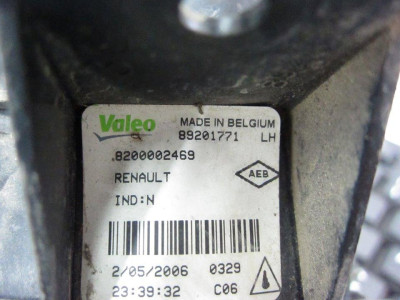 Valeo MADE IN BELGIUM
89201771 LH
.8200002469
RENAULT AEB
IND:N
2/05/2006 0329
23:39:32 C06